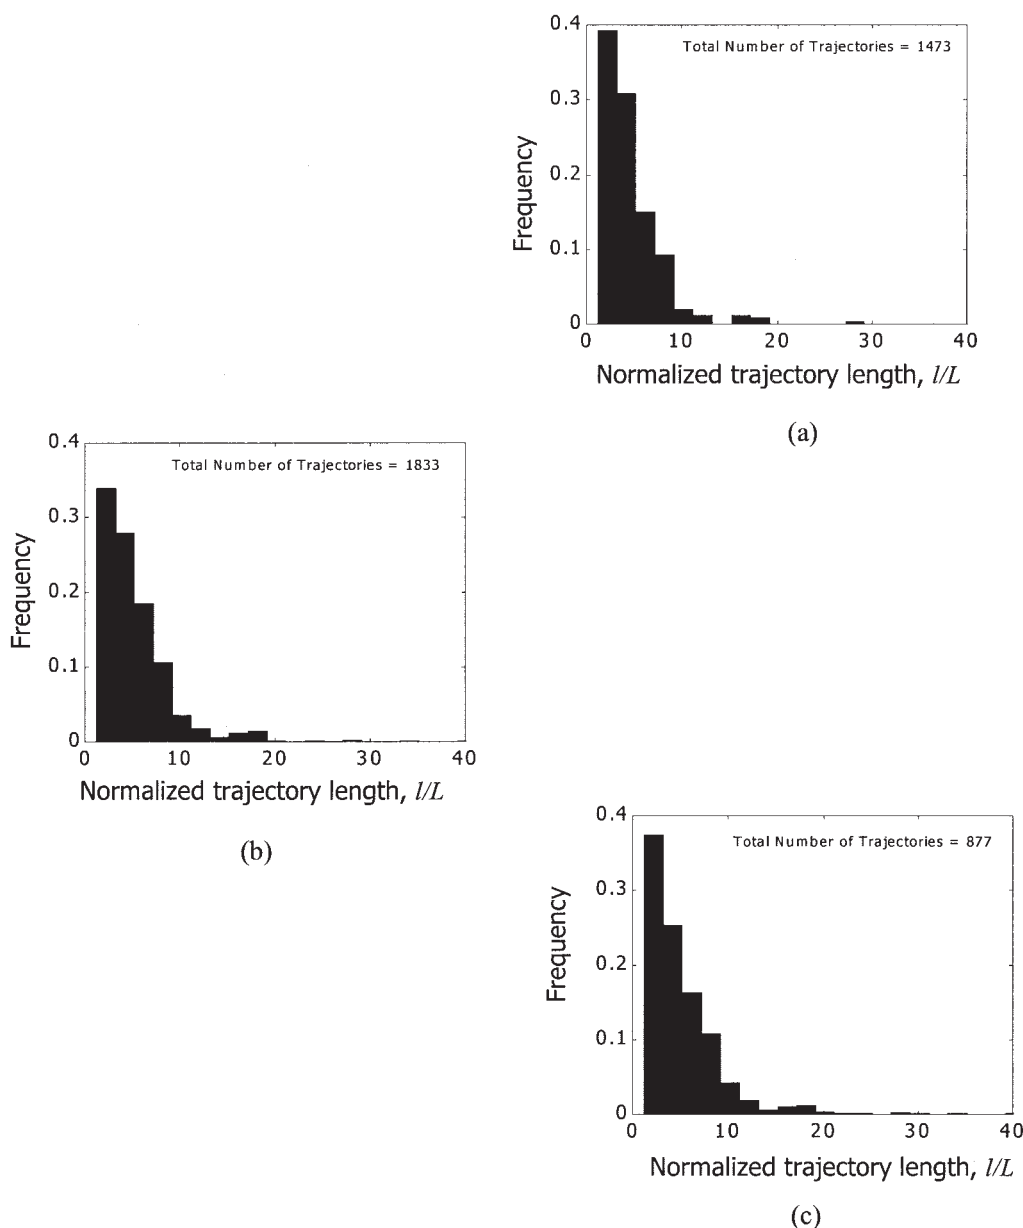 0.4
Total Number of Trajectories = 1473
0.3
0.2
0.1
0
Frequency
0 10 20 30 40
Normalized trajectory length, l/L
(a)
0.4
Total Number of Trajectories = 1833
0.3
0.2
0.1
0
Frequency
0 10 20 30 40
Normalized trajectory length, l/L
(b)
0.4
Total Number of Trajectories = 877
0.3
0.2
0.1
0
Frequency
0 10 20 30 40
Normalized trajectory length, l/L
(c)